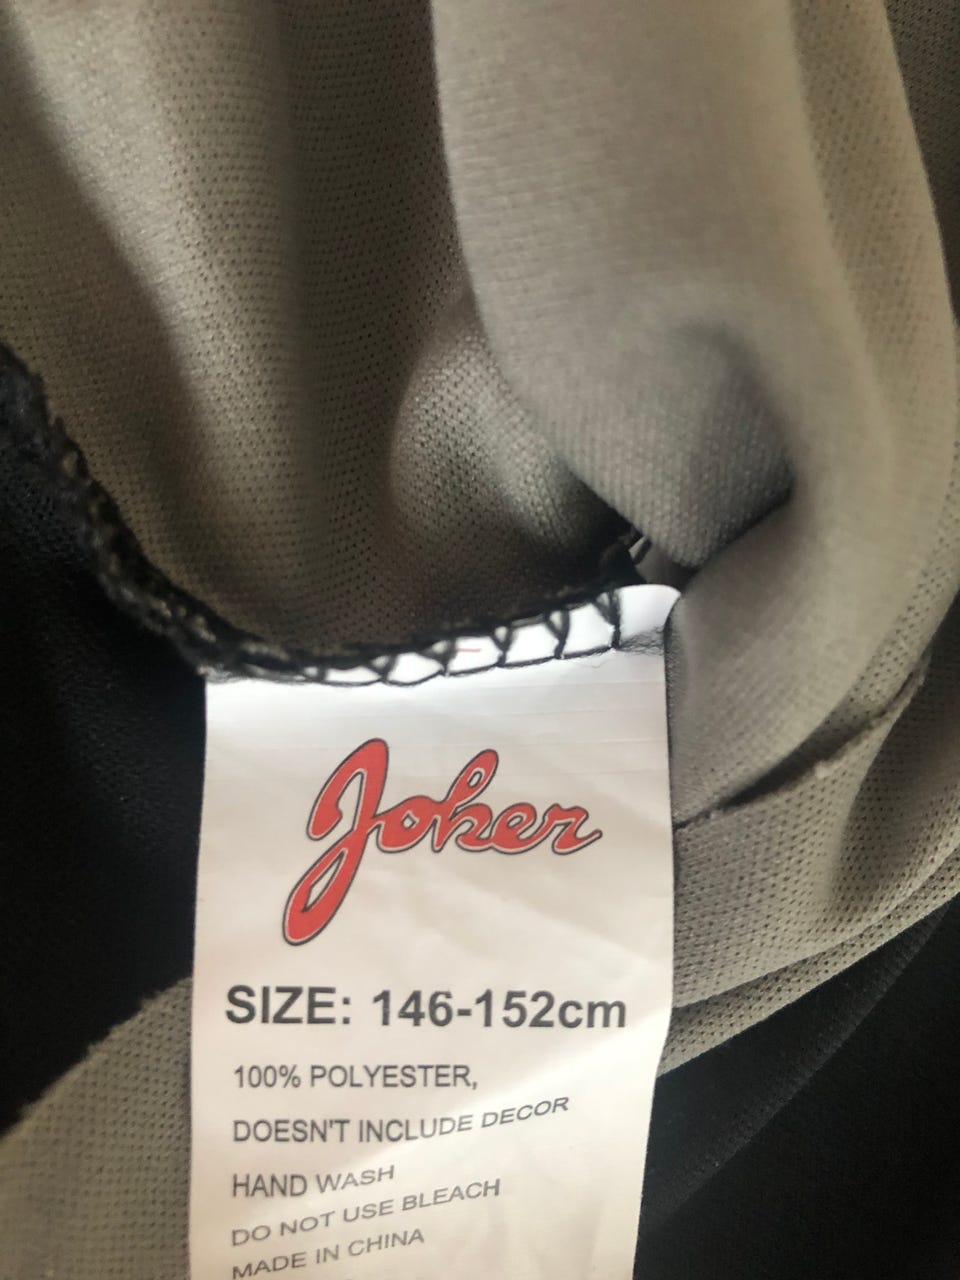 Joker
SIZE: 146-152cm
100% POLYESTER,
DOESN'T INCLUDE DECOR
HAND WASH
DO NOT USE BLEACH
MADE IN CHINA